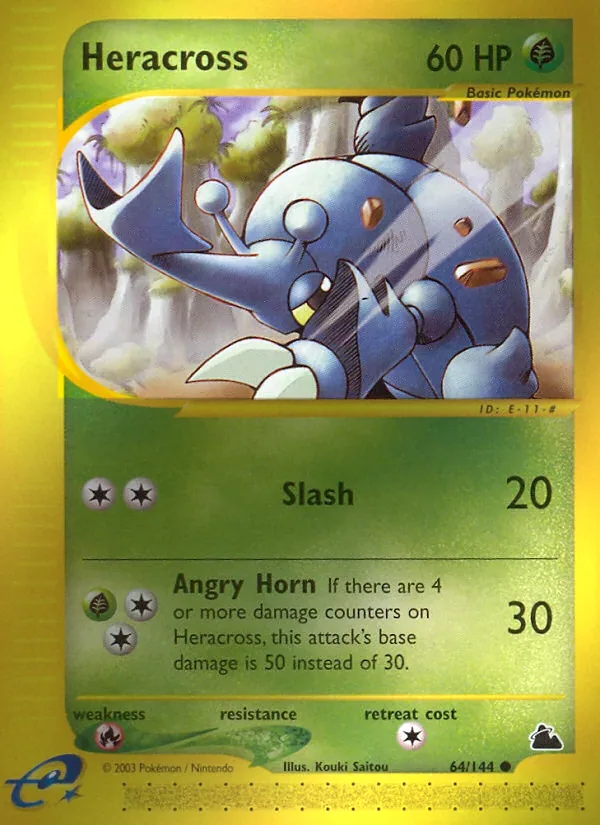 Heracross 60 HP
Basic Pokémon
ID: E-11-#
Slash 20
Angry Horn If there are 4
or more damage counters on
Heracross, this attack's base
damage is 50 instead of 30.
30
weakness resistance retreat cost
© 2003 Pokémon / Nintendo Illus. Kouki Saitou 64/144
e